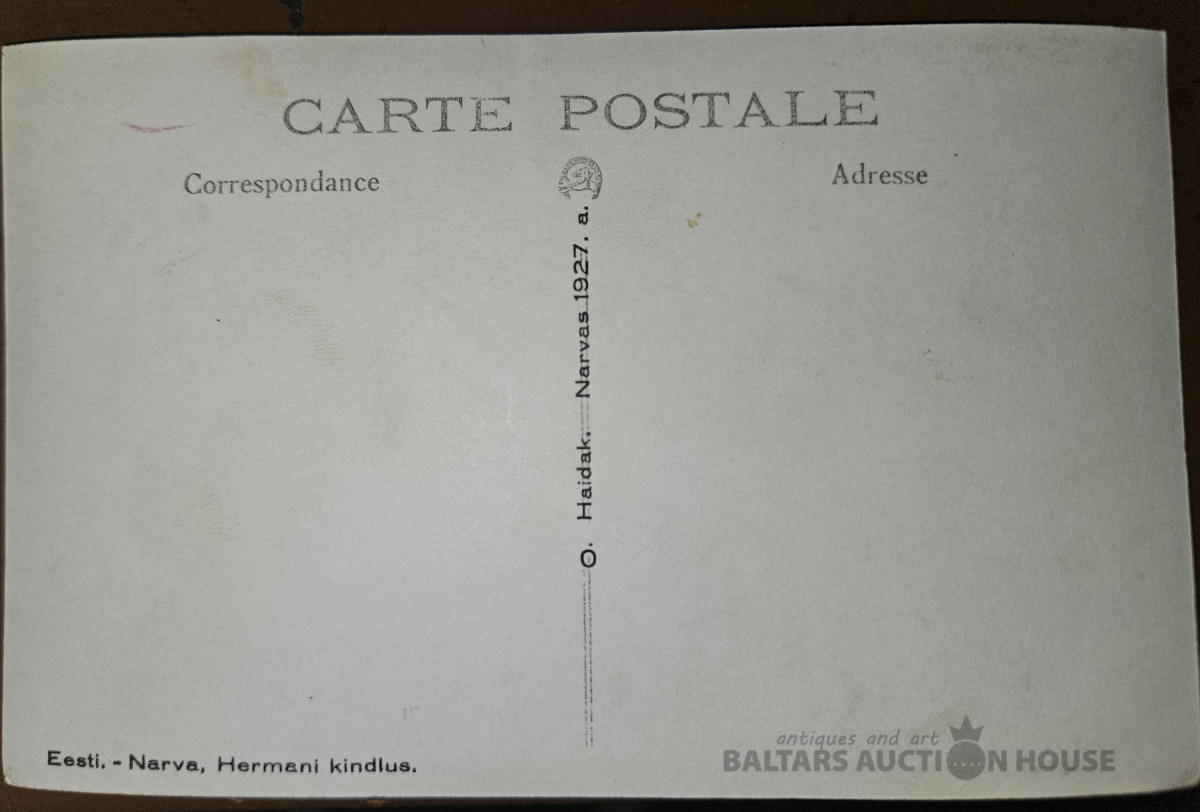 CARTE POSTALE
Correspondance
Adresse
O. Haidak. Narvas 1927. a.
Eesti. - Narva, Hermani kindlus.
antiques and art
BALTARS AUCTION HOUSE